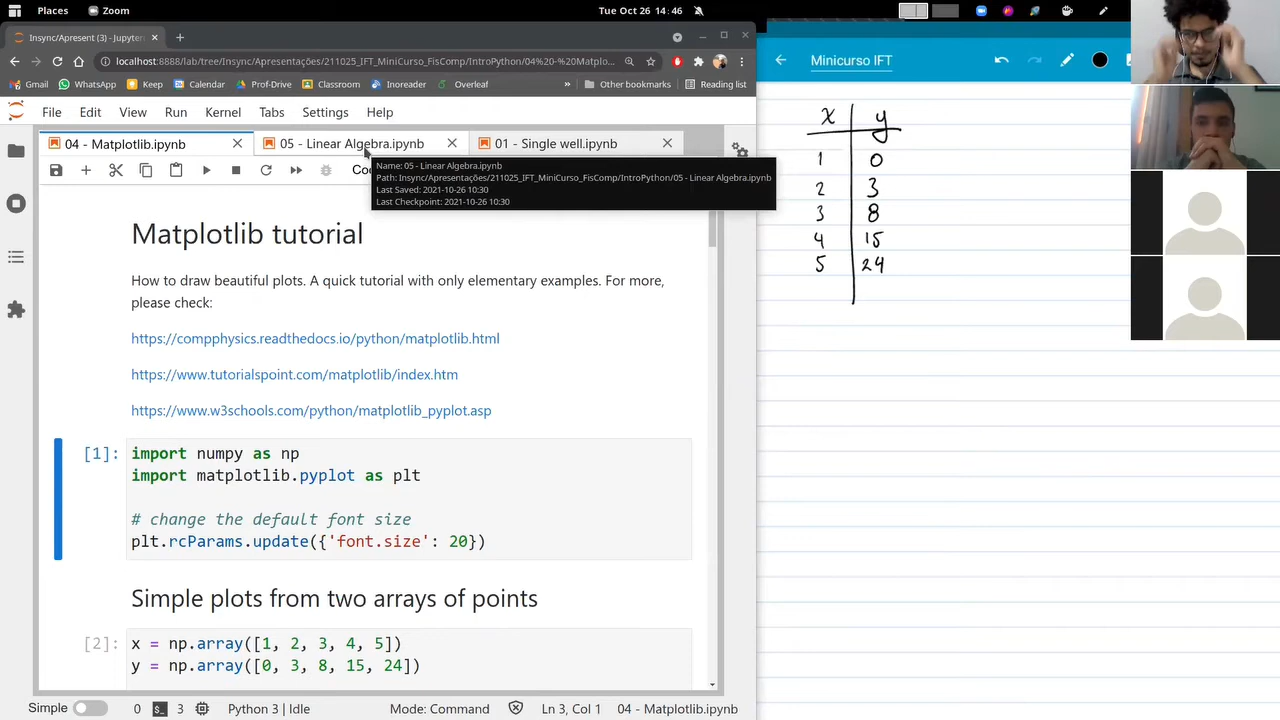 Places
Zoom
Tue Oct 26 14:46
Insync/Apresent (3) - Jupyter
localhost:8888/lab/tree/Insync/Apresentações/211025_IFT_MiniCurso_FisComp/IntroPython/04%20-%20Matplo...
Gmail WhatsApp Keep Calendar Prof-Drive Classroom Inoreader Overleaf » Other bookmarks Reading list
File Edit View Run Kernel Tabs Settings Help
04 - Matplotlib.ipynb
05 - Linear Algebra.ipynb
01 - Single well.ipynb
Name: 05 - Linear Algebra.ipynb
Path: Insync/Apresentações/211025_IFT_MiniCurso_FisComp/IntroPython/05 - Linear Algebra.ipynb
Last Saved: 2021-10-26 10:30
Last Checkpoint: 2021-10-26 10:30
Matplotlib tutorial
How to draw beautiful plots. A quick tutorial with only elementary examples. For more,
please check:
https://compphysics.readthedocs.io/python/matplotlib.html
https://www.tutorialspoint.com/matplotlib/index.htm
https://www.w3schools.com/python/matplotlib_pyplot.asp
[1]: import numpy as np
import matplotlib.pyplot as plt
# change the default font size
plt.rcParams.update({'font.size': 20})
Simple plots from two arrays of points
[2]: x = np.array([1, 2, 3, 4, 5])
y = np.array([0, 3, 8, 15, 24])
Simple 0 3 Python 3 | Idle Mode: Command Ln 3, Col 1 04 - Matplotlib.ipynb
Minicurso IFT
x y
1 0
2 3
3 8
4 15
5 24